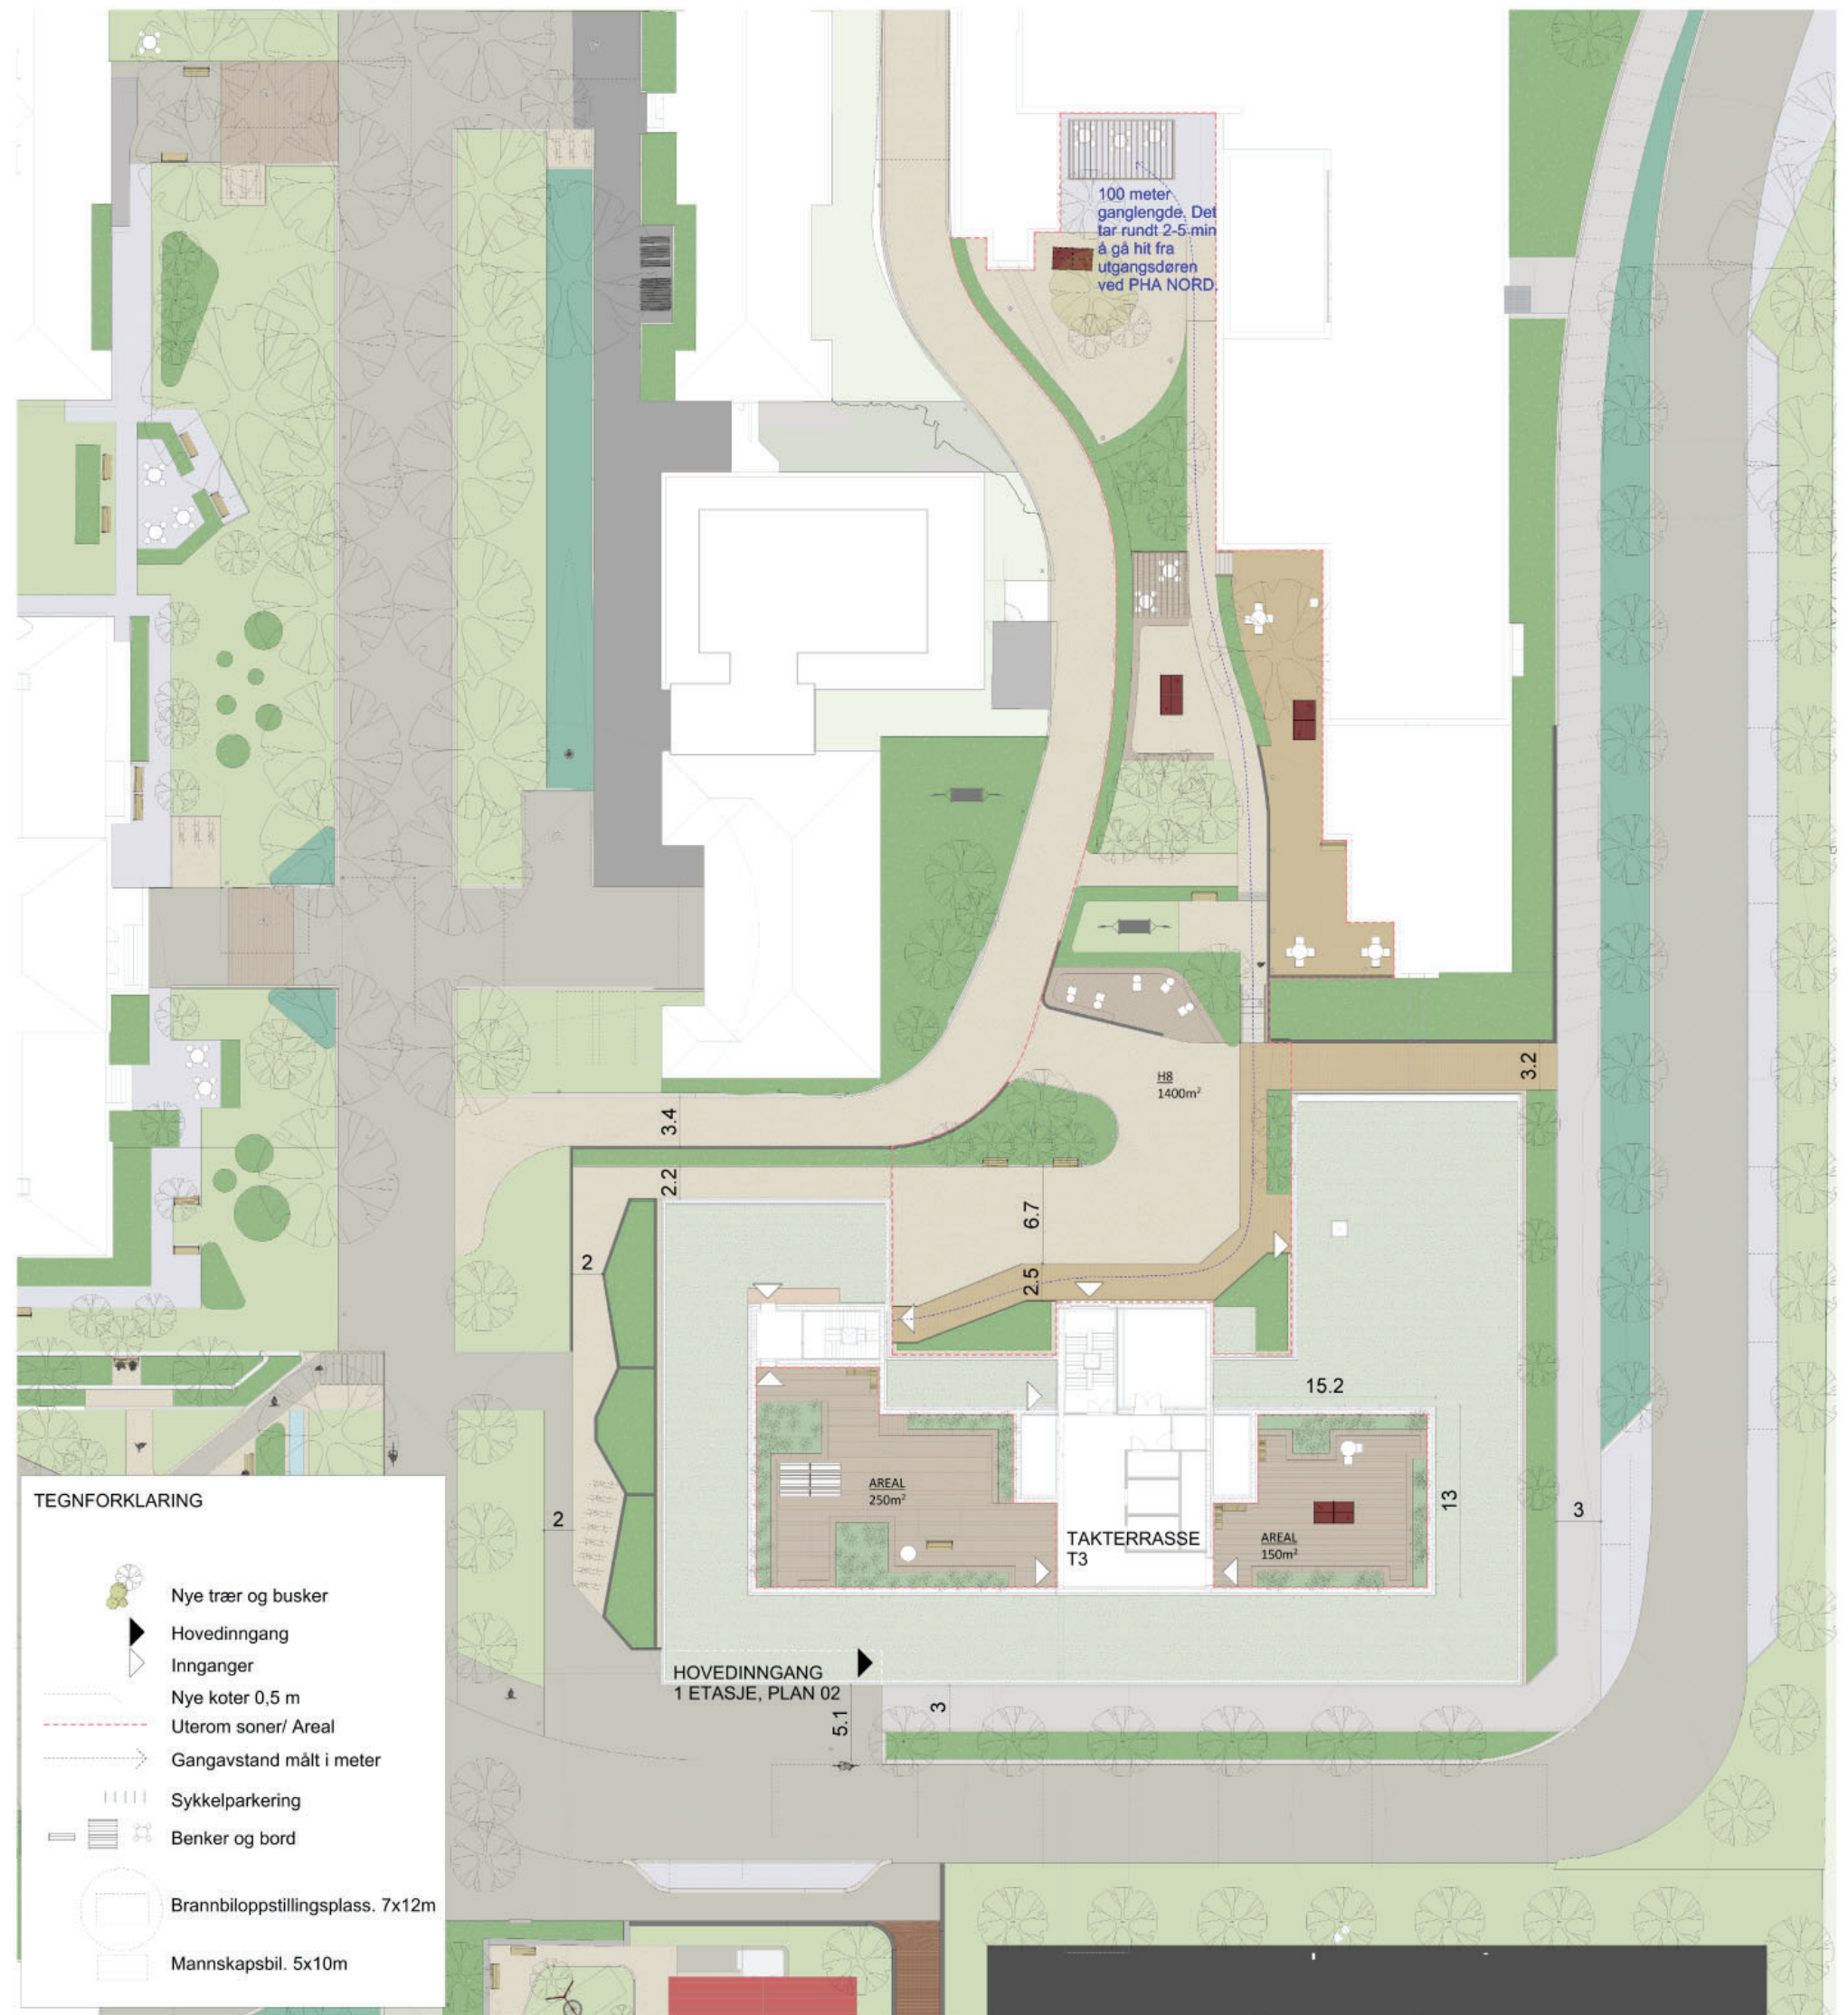 100 meter
ganglengde. Det
tar rundt 2-5 min
å gå hit fra
utgangsdøren
ved PHA NORD.
H8
1400m²
3.2
3.4
2.2
6.7
2.5
2
15.2
13
AREAL
250m²
TAKTERRASSE
T3
AREAL
150m²
2
3
HOVEDINNGANG
1 ETASJE, PLAN 02
5.1
3
TEGNFORKLARING
Nye trær og busker
Hovedinngang
Innganger
Nye koter 0,5 m
Uterom soner/ Areal
Gangavstand målt i meter
Sykkelparkering
Benker og bord
Brannbiloppstillingsplass. 7x12m
Mannskapsbil. 5x10m